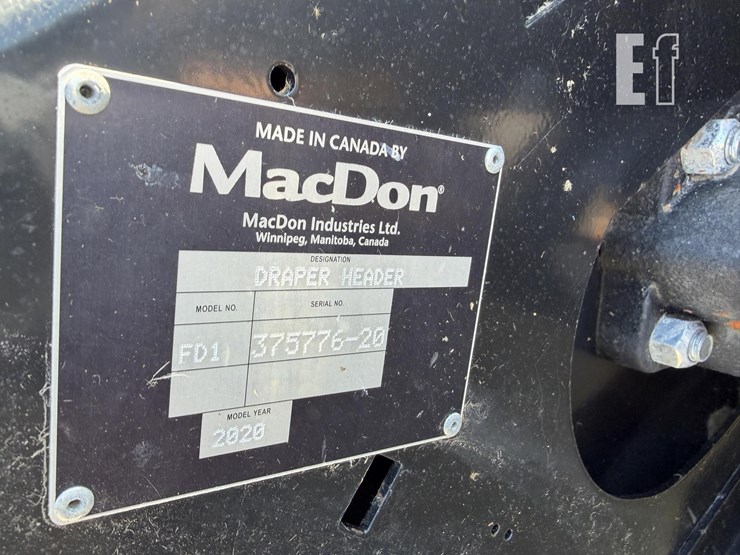 Ef
MADE IN CANADA BY
MacDon®
MacDon Industries Ltd.
Winnipeg, Manitoba, Canada
DESIGNATION
DRAPER HEADER
MODEL NO. SERIAL NO.
FD1 375776-20
MODEL YEAR
2020